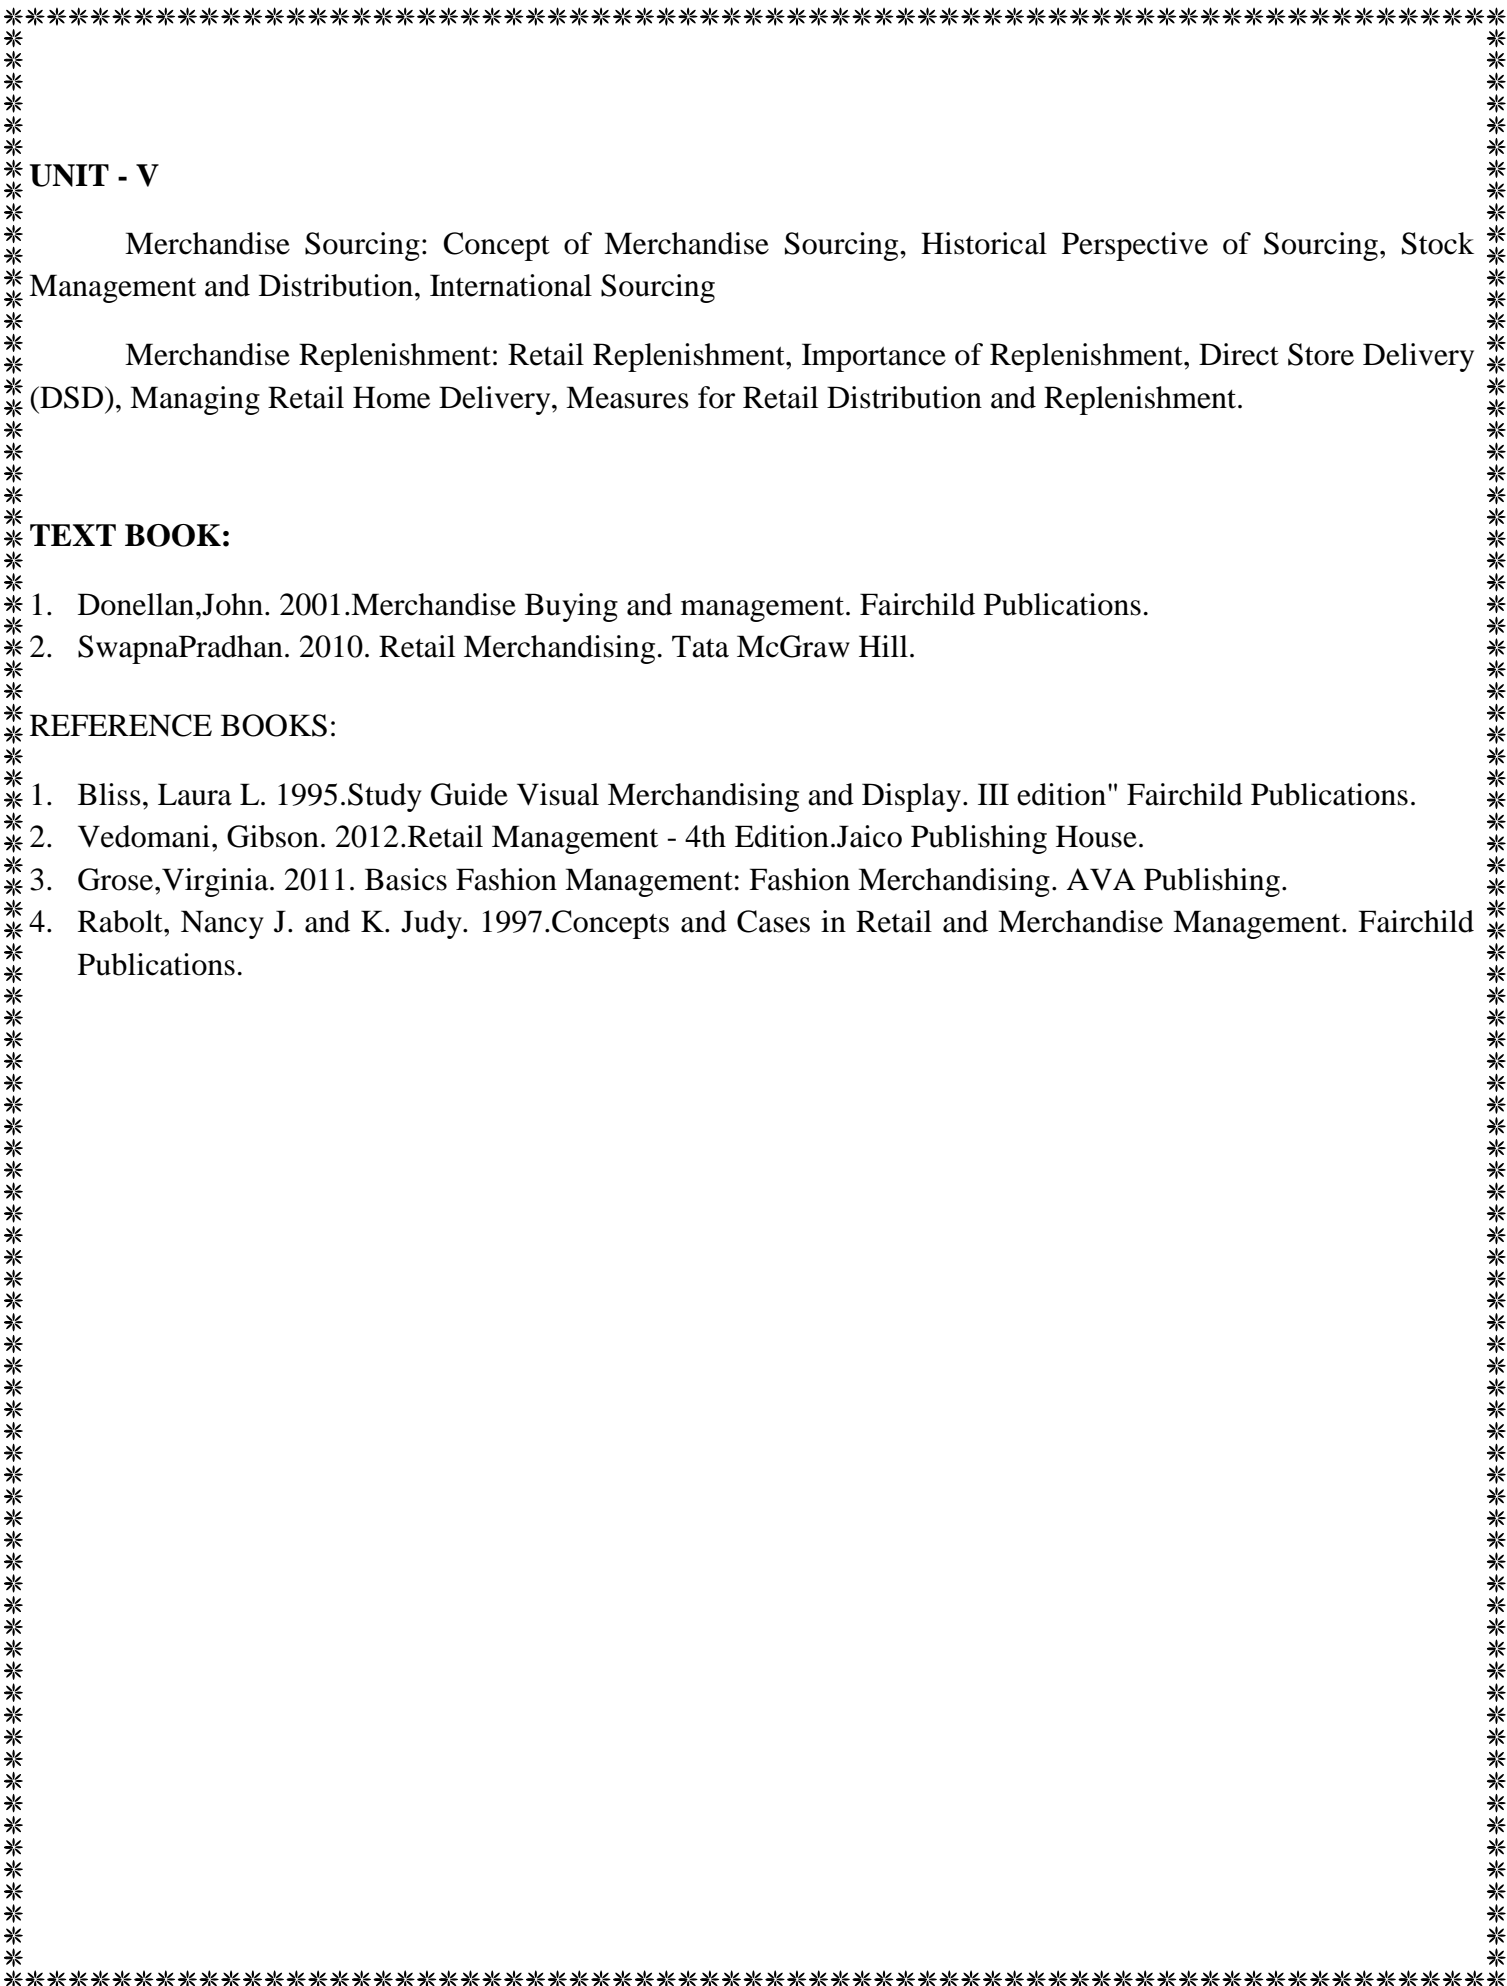 UNIT - V
Merchandise Sourcing: Concept of Merchandise Sourcing, Historical Perspective of Sourcing, Stock
Management and Distribution, International Sourcing
Merchandise Replenishment: Retail Replenishment, Importance of Replenishment, Direct Store Delivery
(DSD), Managing Retail Home Delivery, Measures for Retail Distribution and Replenishment.
TEXT BOOK:
1. Donellan,John. 2001.Merchandise Buying and management. Fairchild Publications.
2. SwapnaPradhan. 2010. Retail Merchandising. Tata McGraw Hill.
REFERENCE BOOKS:
1. Bliss, Laura L. 1995.Study Guide Visual Merchandising and Display. III edition" Fairchild Publications.
2. Vedomani, Gibson. 2012.Retail Management - 4th Edition.Jaico Publishing House.
3. Grose,Virginia. 2011. Basics Fashion Management: Fashion Merchandising. AVA Publishing.
4. Rabolt, Nancy J. and K. Judy. 1997.Concepts and Cases in Retail and Merchandise Management. Fairchild
Publications.